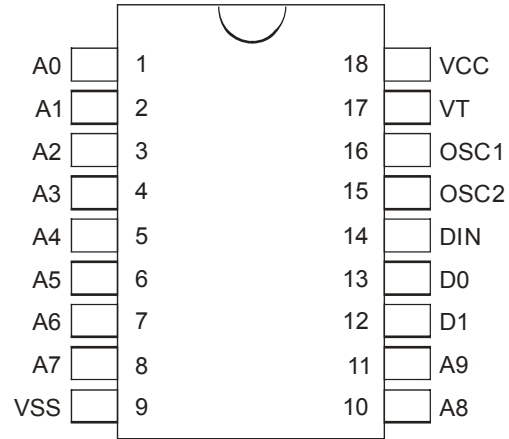 A0 1 18 VCC
A1 2 17 VT
A2 3 16 OSC1
A3 4 15 OSC2
A4 5 14 DIN
A5 6 13 D0
A6 7 12 D1
A7 8 11 A9
VSS 9 10 A8